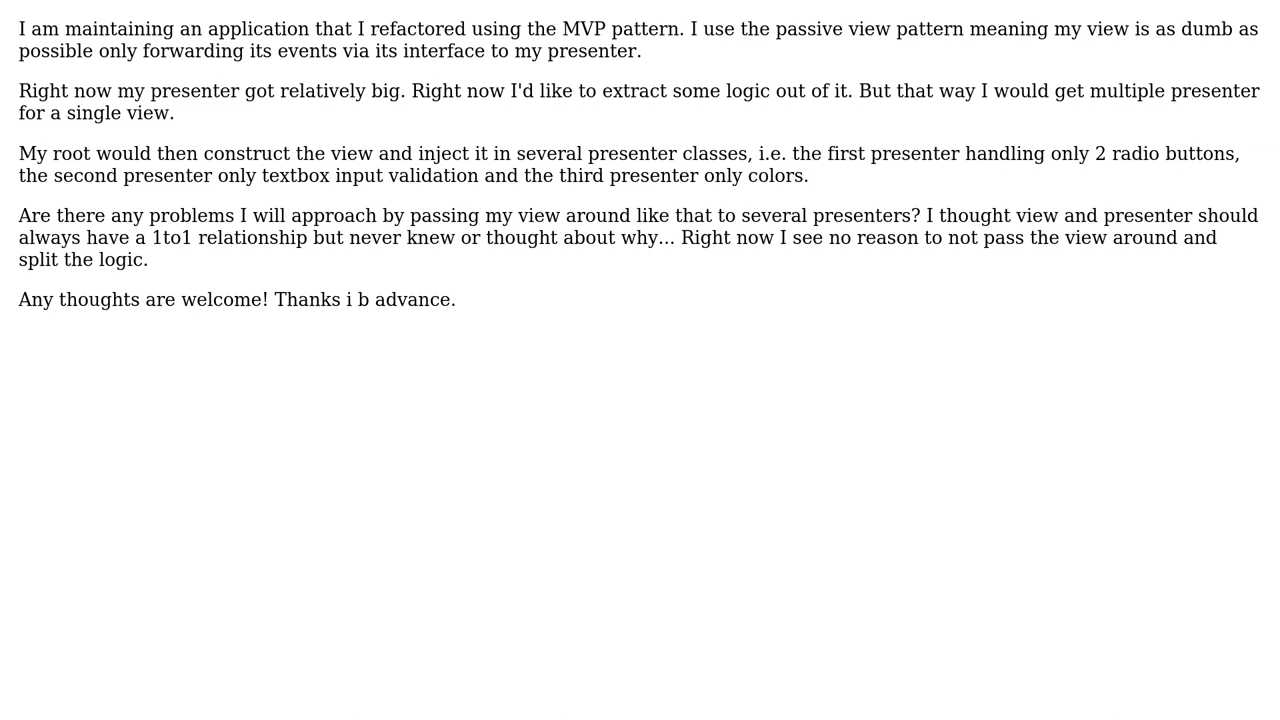 I am maintaining an application that I refactored using the MVP pattern. I use the passive view pattern meaning my view is as dumb as
possible only forwarding its events via its interface to my presenter.
Right now my presenter got relatively big. Right now I'd like to extract some logic out of it. But that way I would get multiple presenter
for a single view.
My root would then construct the view and inject it in several presenter classes, i.e. the first presenter handling only 2 radio buttons,
the second presenter only textbox input validation and the third presenter only colors.
Are there any problems I will approach by passing my view around like that to several presenters? I thought view and presenter should
always have a 1to1 relationship but never knew or thought about why... Right now I see no reason to not pass the view around and
split the logic.
Any thoughts are welcome! Thanks i b advance.